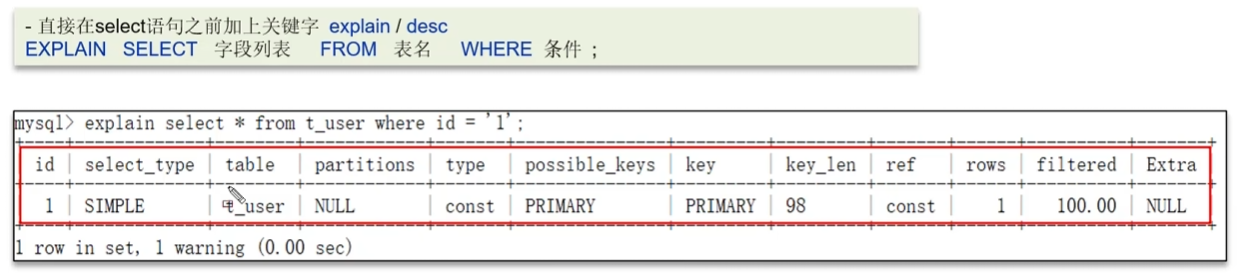 - 直接在select语句之前加上关键字 explain / desc
EXPLAIN SELECT 字段列表 FROM 表名 WHERE 条件 ;
mysql> explain select * from t_user where id = '1';
| id | select_type | table | partitions | type | possible_keys | key | key_len | ref | rows | filtered | Extra |
| 1 | SIMPLE | t_user | NULL | const | PRIMARY | PRIMARY | 98 | const | 1 | 100.00 | NULL |
1 row in set, 1 warning (0.00 sec)